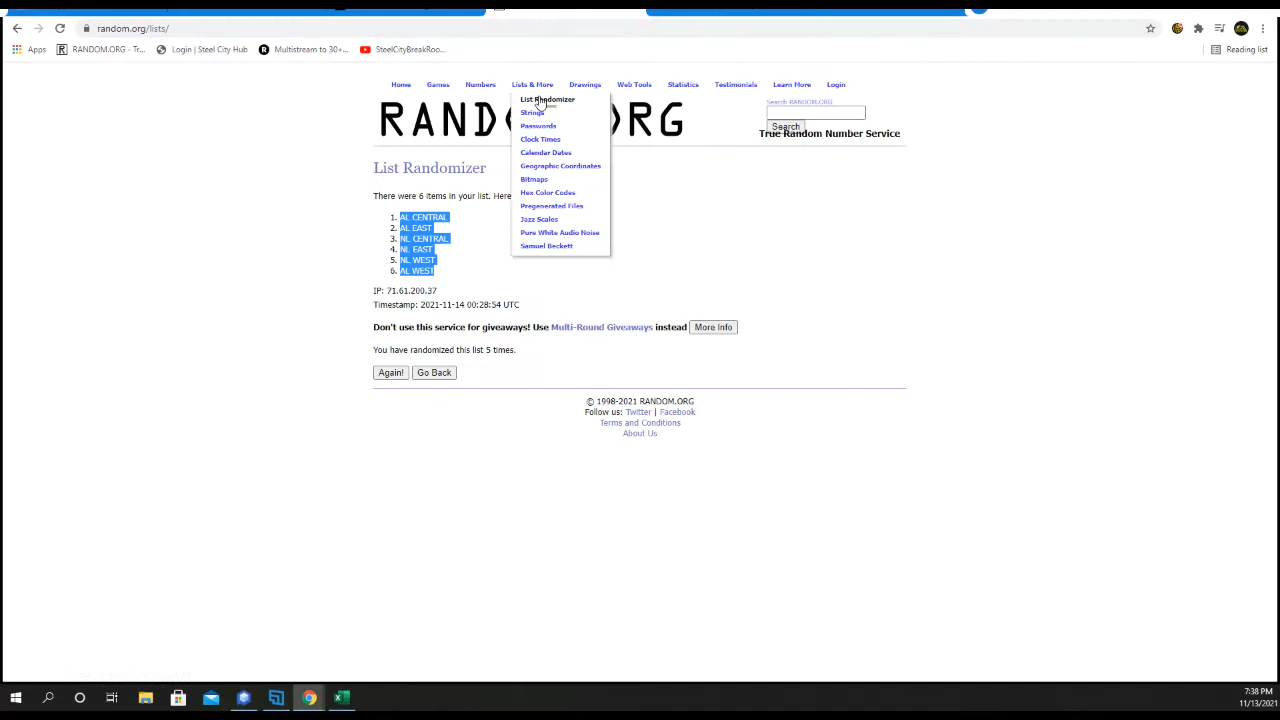 random.org/lists/
Reading list
Apps
RANDOM.ORG - Tr...
Login | Steel City Hub
Multistream to 30+...
SteelCityBreakRoo...
Home
Games
Numbers
Lists & More
Drawings
Web Tools
Statistics
Testimonials
Learn More
Login
List Randomizer
Strings
Passwords
Clock Times
Calendar Dates
Geographic Coordinates
Bitmaps
Hex Color Codes
Pregenerated Files
Jazz Scales
Pure White Audio Noise
Samuel Beckett
Search RANDOM.ORG
Search
True Random Number Service
List Randomizer
There were 6 items in your list. Here
1. AL CENTRAL
2. AL EAST
3. NL CENTRAL
4. NL EAST
5. NL WEST
6. AL WEST
IP: 71.61.200.37
Timestamp: 2021-11-14 00:28:54 UTC
Don't use this service for giveaways! Use Multi-Round Giveaways instead More Info
You have randomized this list 5 times.
Again! Go Back
© 1998-2021 RANDOM.ORG
Follow us: Twitter | Facebook
Terms and Conditions
About Us
7:38 PM
11/13/2021